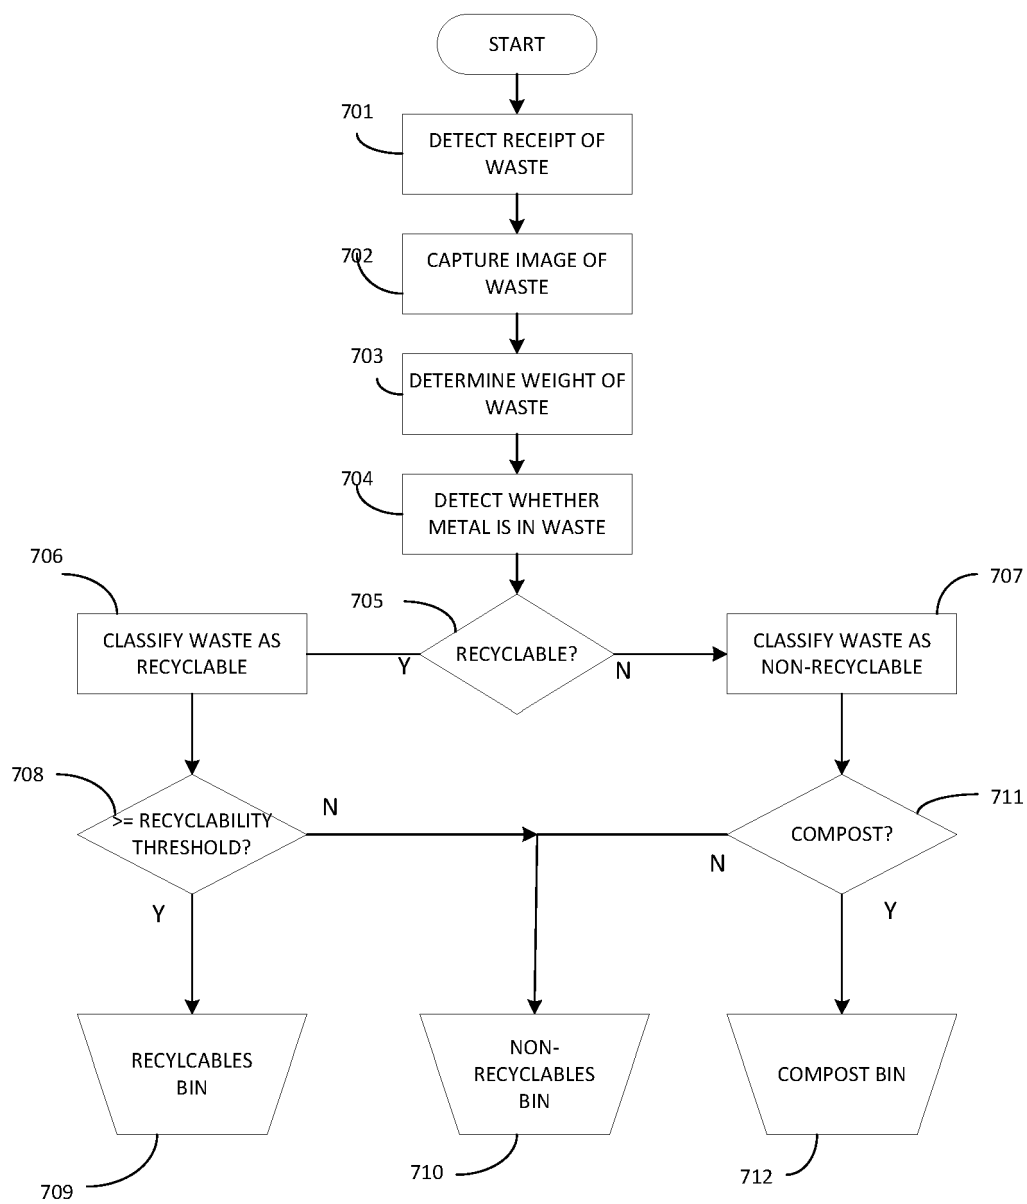 START
701
DETECT RECEIPT OF
WASTE
702
CAPTURE IMAGE OF
WASTE
703
DETERMINE WEIGHT OF
WASTE
704
DETECT WHETHER
METAL IS IN WASTE
706
707
705
CLASSIFY WASTE AS
RECYCLABLE
Y
RECYCLABLE?
N
CLASSIFY WASTE AS
NON-RECYCLABLE
708
>= RECYCLABILITY
THRESHOLD?
N
Y
711
COMPOST?
N
Y
RECYLCABLES
BIN
NON-
RECYCLABLES
BIN
COMPOST BIN
709
710
712